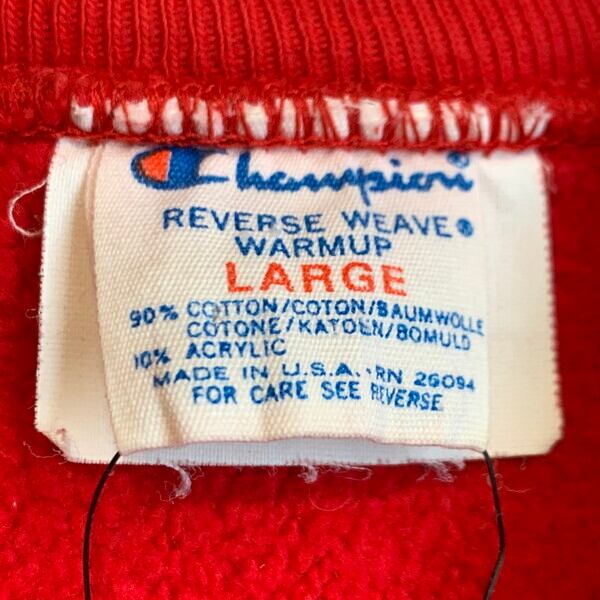 Champion®
REVERSE WEAVE®
WARMUP
LARGE
90% COTTON/COTON/BAUMWOLLE
COTONE/KATOEN/BOMULD
10% ACRYLIC
MADE IN U.S.A. RN 26094
FOR CARE SEE REVERSE